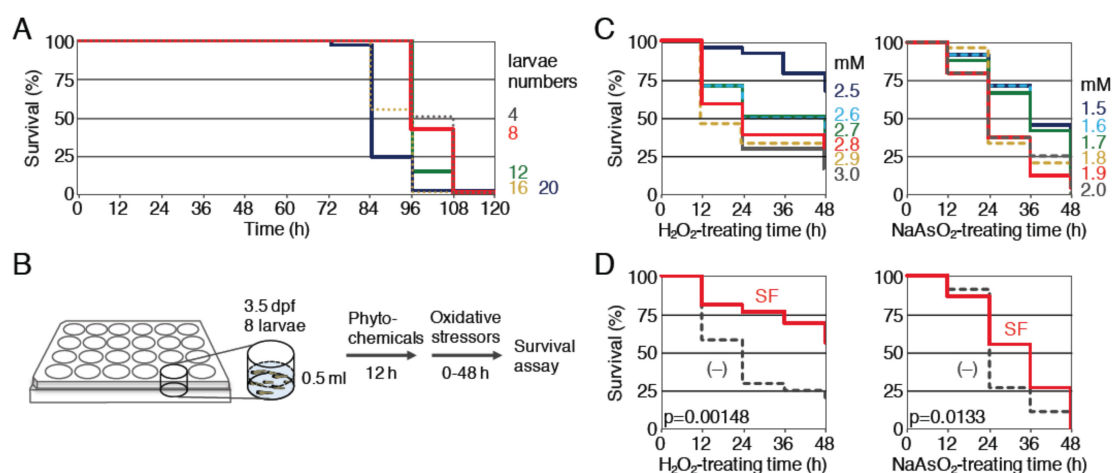 A
Survival (%)
100
75
50
25
0
0 12 24 36 48 60 72 84 96 108 120
Time (h)
larvae
numbers
4
8
12
16 20
B
3.5 dpf
8 larvae
0.5 ml
Phyto-
chemicals
12 h
Oxidative
stressors
0-48 h
Survival
assay
C
Survival (%)
100
75
50
25
0
0 12 24 36 48
H₂O₂-treating time (h)
mM
2.5
2.6
2.7
2.8
2.9
3.0
100
75
50
25
0
0 12 24 36 48
NaAsO₂-treating time (h)
mM
1.5
1.6
1.7
1.8
1.9
2.0
D
Survival (%)
100
75
50
25
0
SF
(–)
p=0.00148
0 12 24 36 48
H₂O₂-treating time (h)
100
75
50
25
0
SF
(–)
p=0.0133
0 12 24 36 48
NaAsO₂-treating time (h)